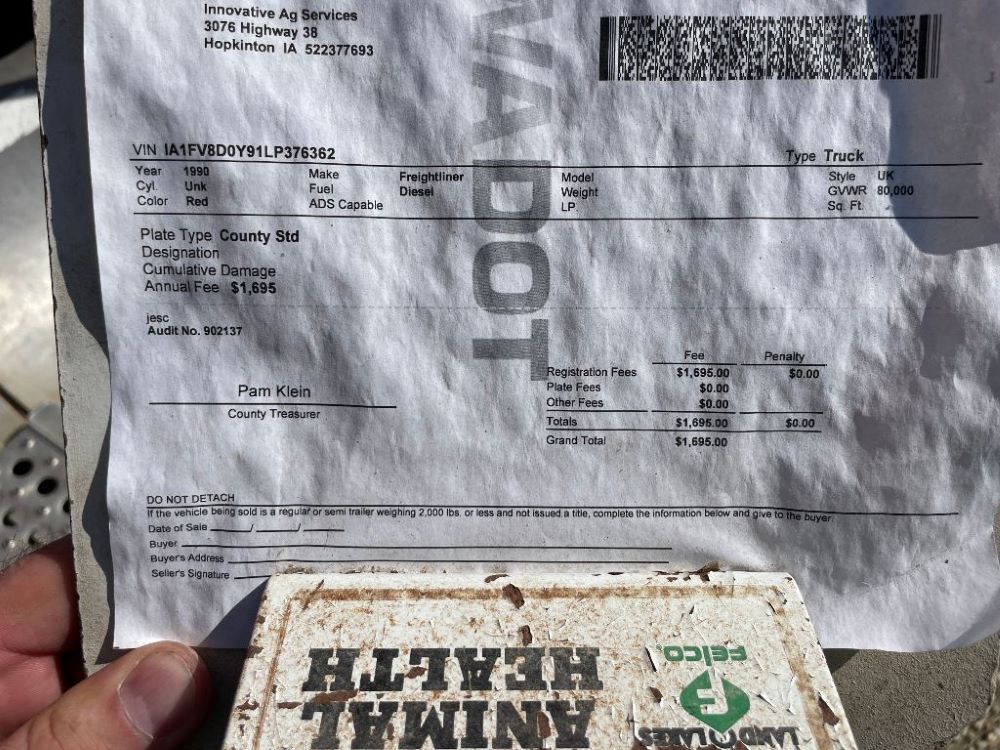 Innovative Ag Services
3076 Highway 38
Hopkinton IA 522377693
WADOT
VIN IA1FV8D0Y91LP376362
Type Truck
Year 1990 Make Freightliner Model Style UK
Cyl. Unk Fuel Diesel Weight GVWR 80,000
Color Red ADS Capable LP Sq. Ft.
Plate Type County Std
Designation
Cumulative Damage
Annual Fee $1,695
jesc
Audit No. 902137
Fee Penalty
Registration Fees $1,695.00 $0.00
Plate Fees $0.00
Other Fees $0.00
Totals $1,695.00 $0.00
Grand Total $1,695.00
Pam Klein
County Treasurer
DO NOT DETACH
If the vehicle being sold is a regular or semi trailer weighing 2,000 lbs. or less and not issued a title, complete the information below and give to the buyer.
Date of Sale / /
Buyer
Buyer's Address
Seller's Signature
LAND O LAKES
FELCO
ANIMAL
HEALTH